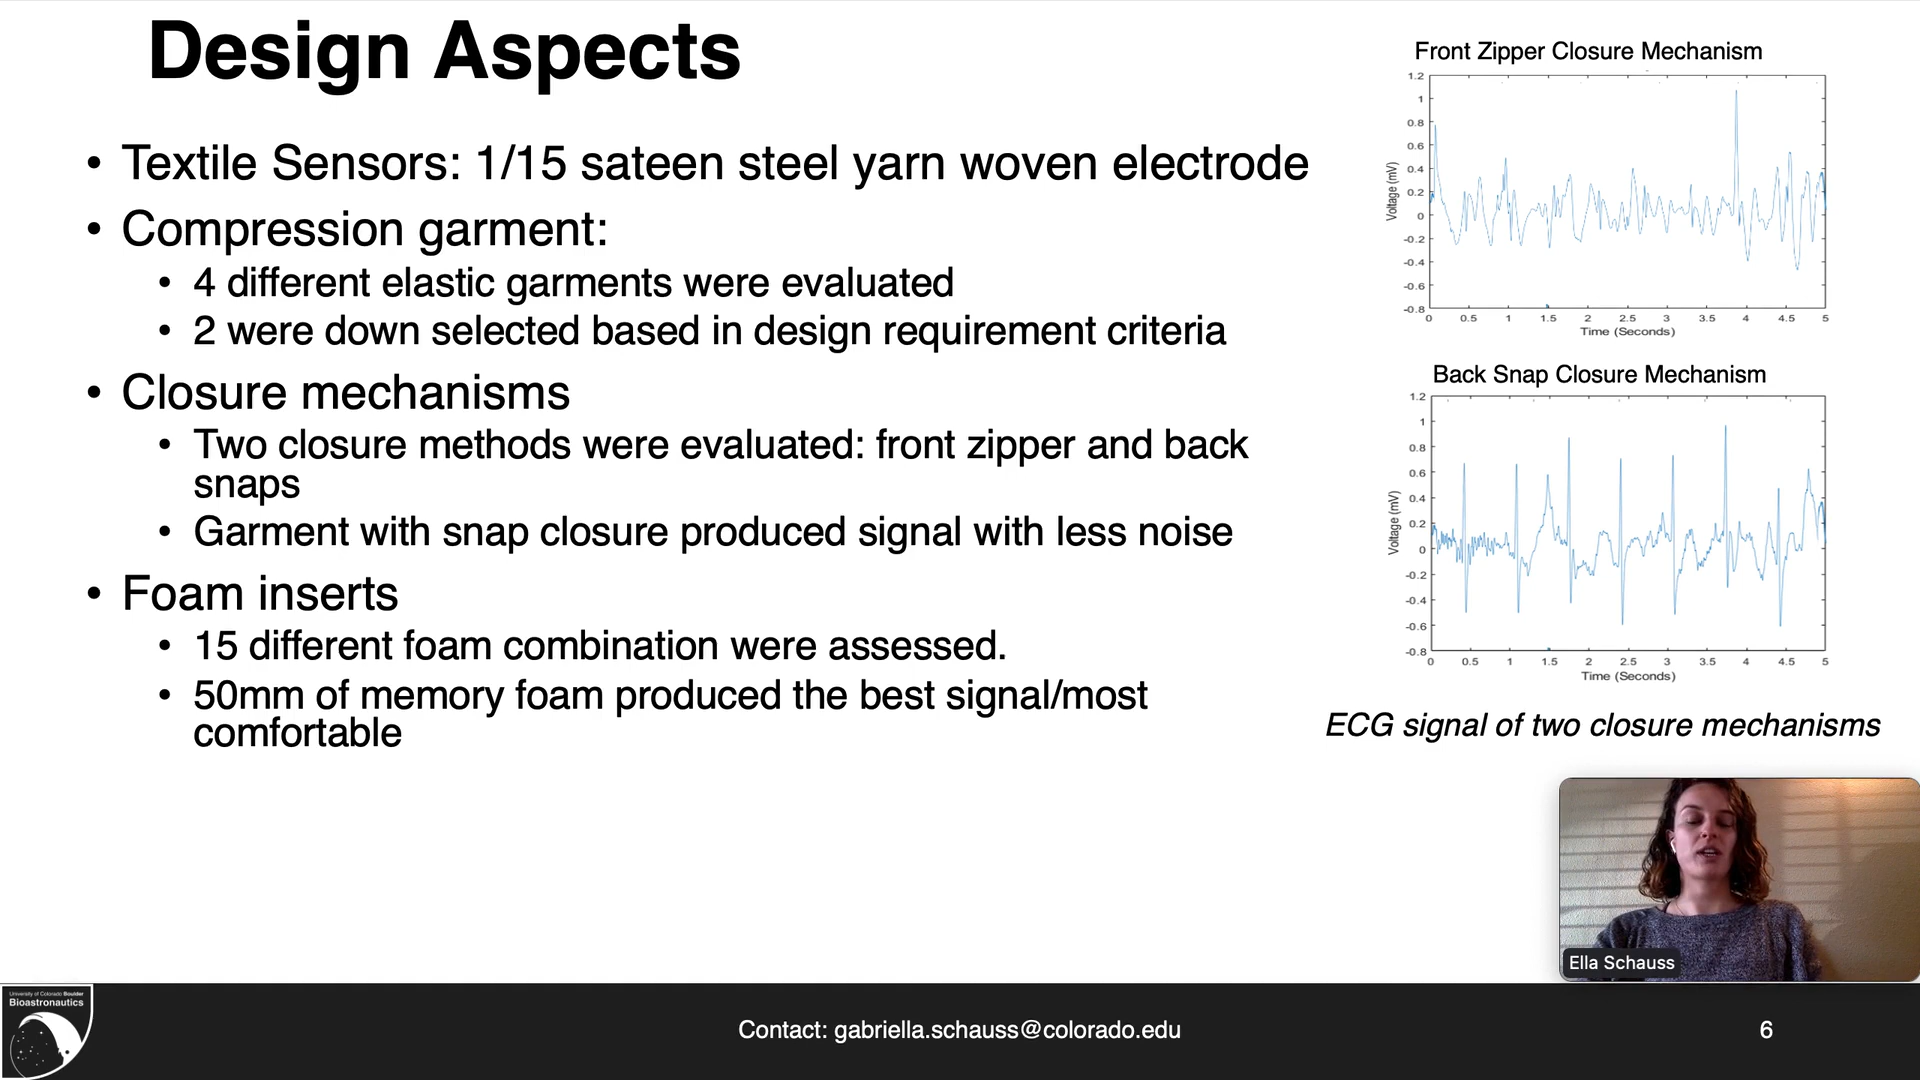 Design Aspects
• Textile Sensors: 1/15 sateen steel yarn woven electrode
• Compression garment:
• 4 different elastic garments were evaluated
• 2 were down selected based in design requirement criteria
• Closure mechanisms
• Two closure methods were evaluated: front zipper and back
snaps
• Garment with snap closure produced signal with less noise
• Foam inserts
• 15 different foam combination were assessed.
• 50mm of memory foam produced the best signal/most
comfortable
Front Zipper Closure Mechanism
1.2
1
0.8
0.6
0.4
0.2
0
-0.2
-0.4
-0.6
-0.8
Voltage (mV)
0 0.5 1 1.5 2 2.5 3 3.5 4 4.5 5
Time (Seconds)
Back Snap Closure Mechanism
1.2
1
0.8
0.6
0.4
0.2
0
-0.2
-0.4
-0.6
-0.8
Voltage (mV)
0 0.5 1 1.5 2 2.5 3 3.5 4 4.5 5
Time (Seconds)
ECG signal of two closure mechanisms
Ella Schauss
University of Colorado Boulder
Bioastronautics
Contact: gabriella.schauss@colorado.edu
6